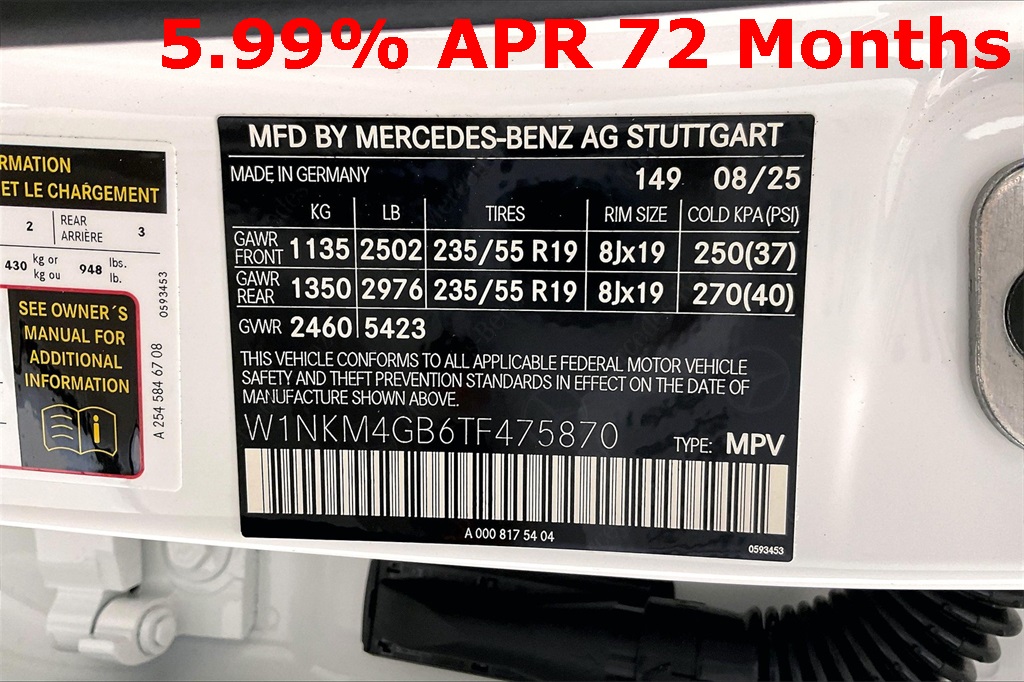 5.99% APR 72 Months
MFD BY MERCEDES-BENZ AG STUTTGART
MADE IN GERMANY 149 08/25
KG LB TIRES RIM SIZE COLD KPA(PSI)
GAWR FRONT 1135 2502 235/55 R19 8Jx19 250(37)
GAWR REAR 1350 2976 235/55 R19 8Jx19 270(40)
GVWR 2460 5423
THIS VEHICLE CONFORMS TO ALL APPLICABLE FEDERAL MOTOR VEHICLE
SAFETY AND THEFT PREVENTION STANDARDS IN EFFECT ON THE DATE OF
MANUFACTURE SHOWN ABOVE.
W1NKM4GB6TF475870 TYPE: MPV
A 000 817 54 04
0593453
RMATION
ET LE CHARGEMENT
2 REAR ARRIÈRE 3
430 kg or kg ou 948 lbs. lb.
SEE OWNER´S
MANUAL FOR
ADDITIONAL
INFORMATION
A 254 584 67 08
0593453